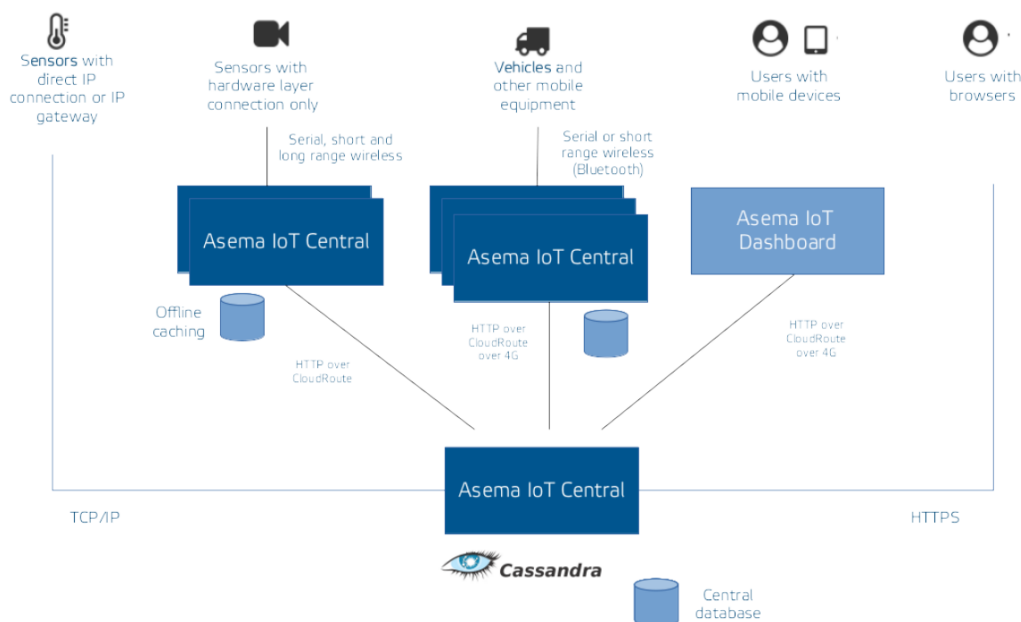 Sensors with
direct IP
connection or IP
gateway
Sensors with
hardware layer
connection only
Vehicles and
other mobile
equipment
Users with
mobile devices
Users with
browsers
Serial, short and
long range wireless
Serial or short
range wireless
(Bluetooth)
Asema IoT Central
Asema IoT Central
Asema IoT
Dashboard
Offline
caching
HTTP over
CloudRoute
HTTP over
CloudRoute
over 4G
HTTP over
CloudRoute
over 4G
Asema IoT Central
TCP/IP
HTTPS
Cassandra
Central
database